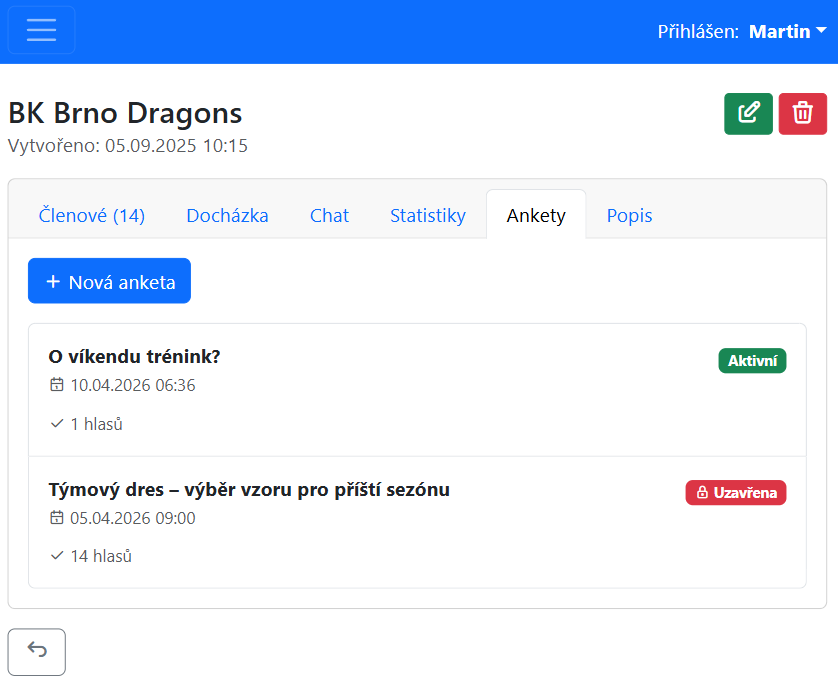 Přihlášen: Martin
BK Brno Dragons
Vytvořeno: 05.09.2025 10:15
Členové (14) Docházka Chat Statistiky Ankety Popis
+ Nová anketa
O víkendu trénink?
Aktivní
10.04.2026 06:36
1 hlasů
Týmový dres – výběr vzoru pro příští sezónu
Uzavřena
05.04.2026 09:00
14 hlasů